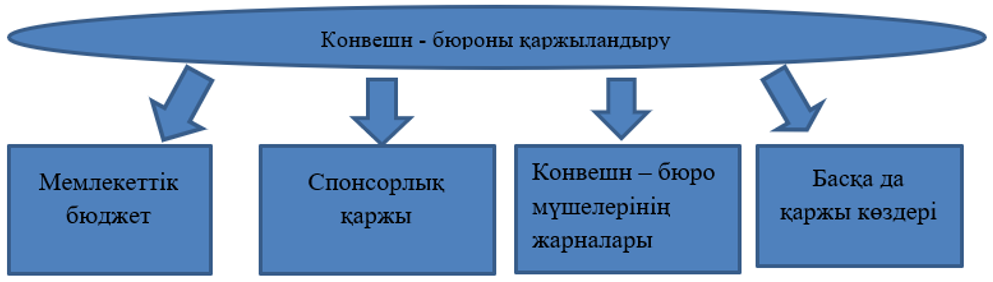 Конвешн - бюроны қаржыландыру
Мемлекеттік
бюджет
Спонсорлық
қаржы
Конвешн – бюро
мүшелерінің
жарналары
Басқа да
қаржы көздері